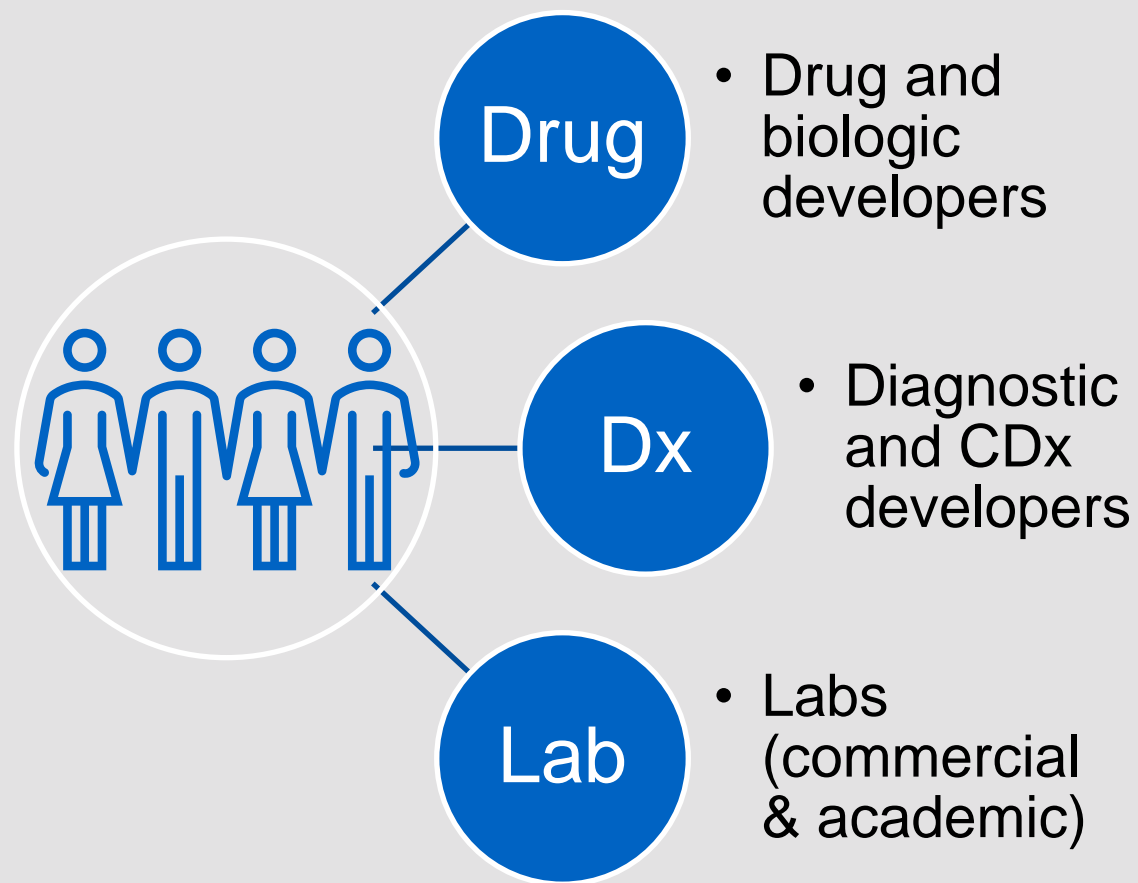 Drug
• Drug and
biologic
developers
Dx
• Diagnostic
and CDx
developers
Lab
• Labs
(commercial
& academic)